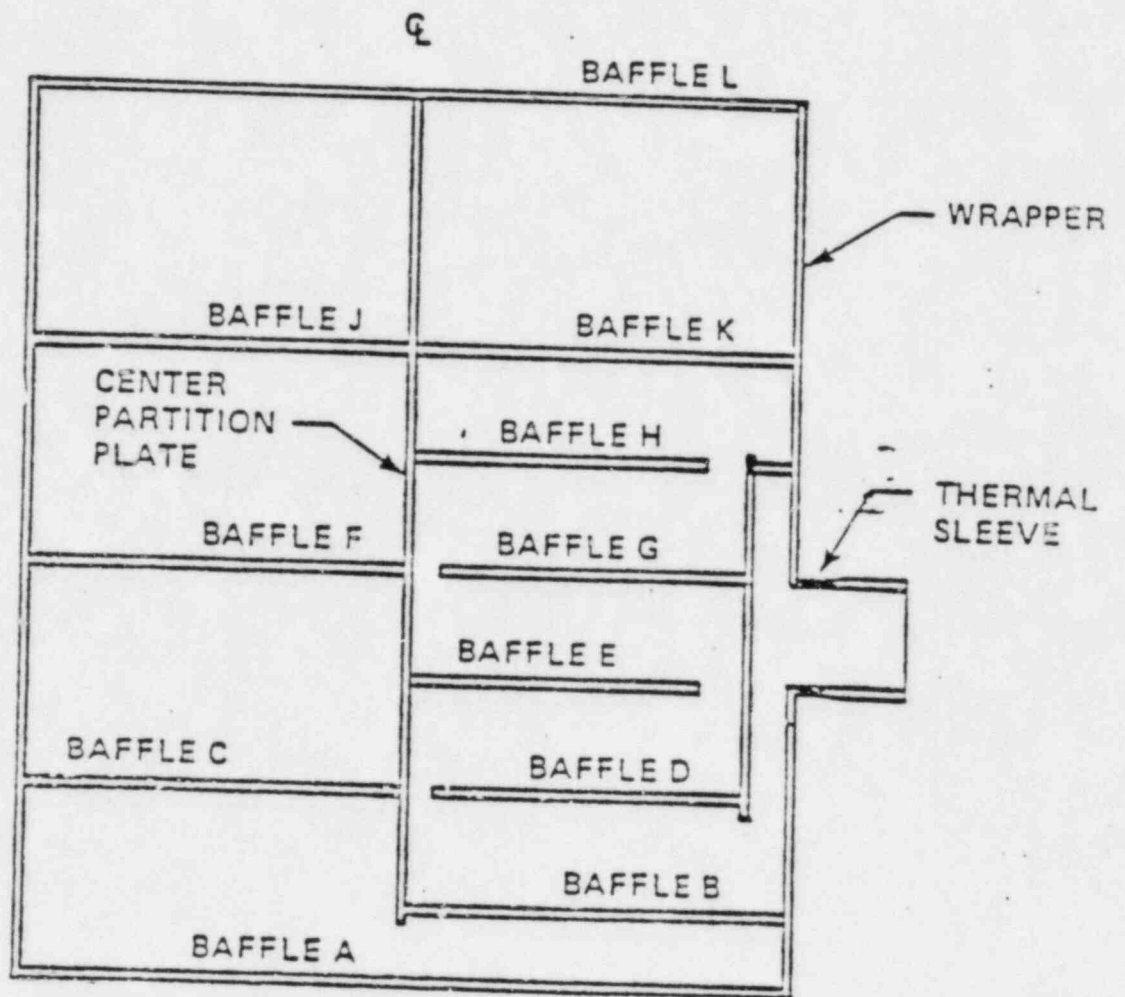 ℄
BAFFLE L
WRAPPER
BAFFLE J
BAFFLE K
CENTER
PARTITION
PLATE
BAFFLE H
THERMAL
SLEEVE
BAFFLE F
BAFFLE G
BAFFLE E
BAFFLE C
BAFFLE D
BAFFLE B
BAFFLE A